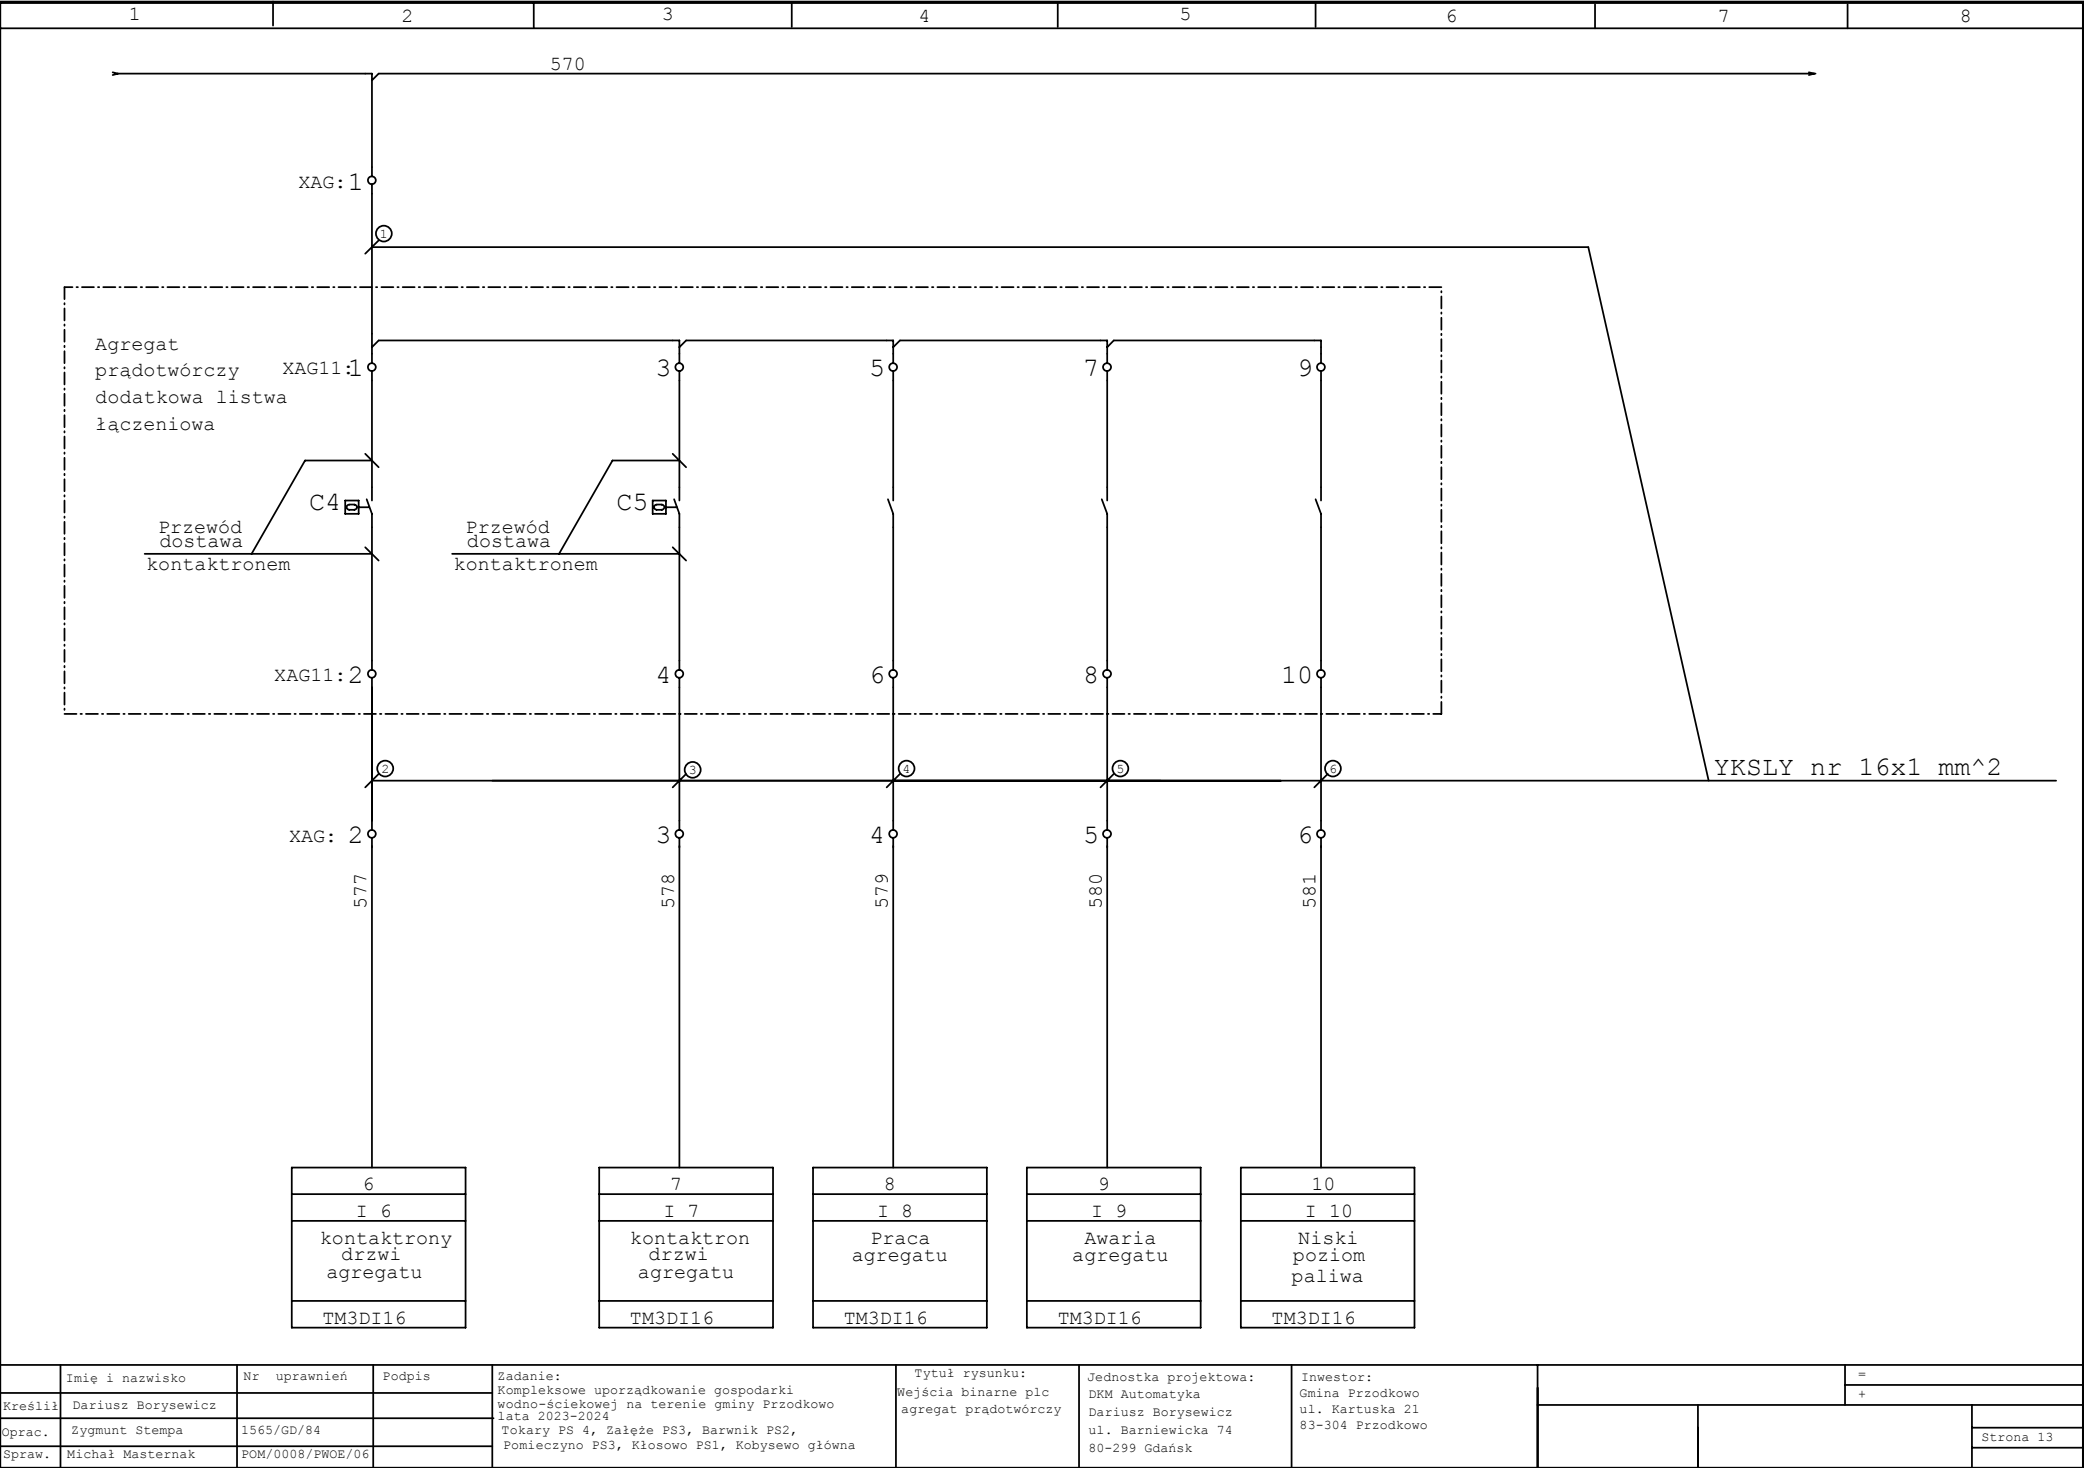 1 2 3 4 5 6 7 8
570
XAG: 1
1
Agregat
prądotwórczy
dodatkowa listwa
łączeniowa
XAG11:1 3 5 7 9
C4 C5
Przewód
dostawa
kontaktronem
Przewód
dostawa
kontaktronem
XAG11: 2 4 6 8 10
2 3 4 5 6
YKSLY nr 16x1 mm^2
XAG: 2 3 4 5 6
577 578 579 580 581
6 7 8 9 10
I 6 I 7 I 8 I 9 I 10
kontaktrony
drzwi
agregatu
kontaktron
drzwi
agregatu
Praca
agregatu
Awaria
agregatu
Niski
poziom
paliwa
TM3DI16 TM3DI16 TM3DI16 TM3DI16 TM3DI16
Imię i nazwisko Nr uprawnień Podpis
Kreślił Dariusz Borysewicz
Oprac. Zygmunt Stempa 1565/GD/84
Spraw. Michał Masternak POM/0008/PWOE/06
Zadanie:
Kompleksowe uporządkowanie gospodarki
wodno-ściekowej na terenie gminy Przodkowo
lata 2023-2024
Tokary PS 4, Załęże PS3, Barwnik PS2,
Pomieczyno PS3, Kłosowo PS1, Kobysewo główna
Tytuł rysunku:
Wejścia binarne plc
agregat prądotwórczy
Jednostka projektowa:
DKM Automatyka
Dariusz Borysewicz
ul. Barniewicka 74
80-299 Gdańsk
Inwestor:
Gmina Przodkowo
ul. Kartuska 21
83-304 Przodkowo
=
+
Strona 13